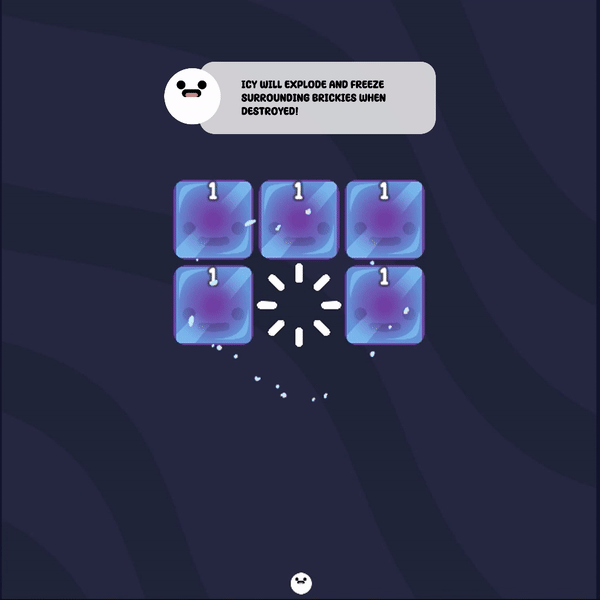 ICY WILL EXPLODE AND FREEZE
SURROUNDING BRICKIES WHEN
DESTROYED!
1 1 1
1 1